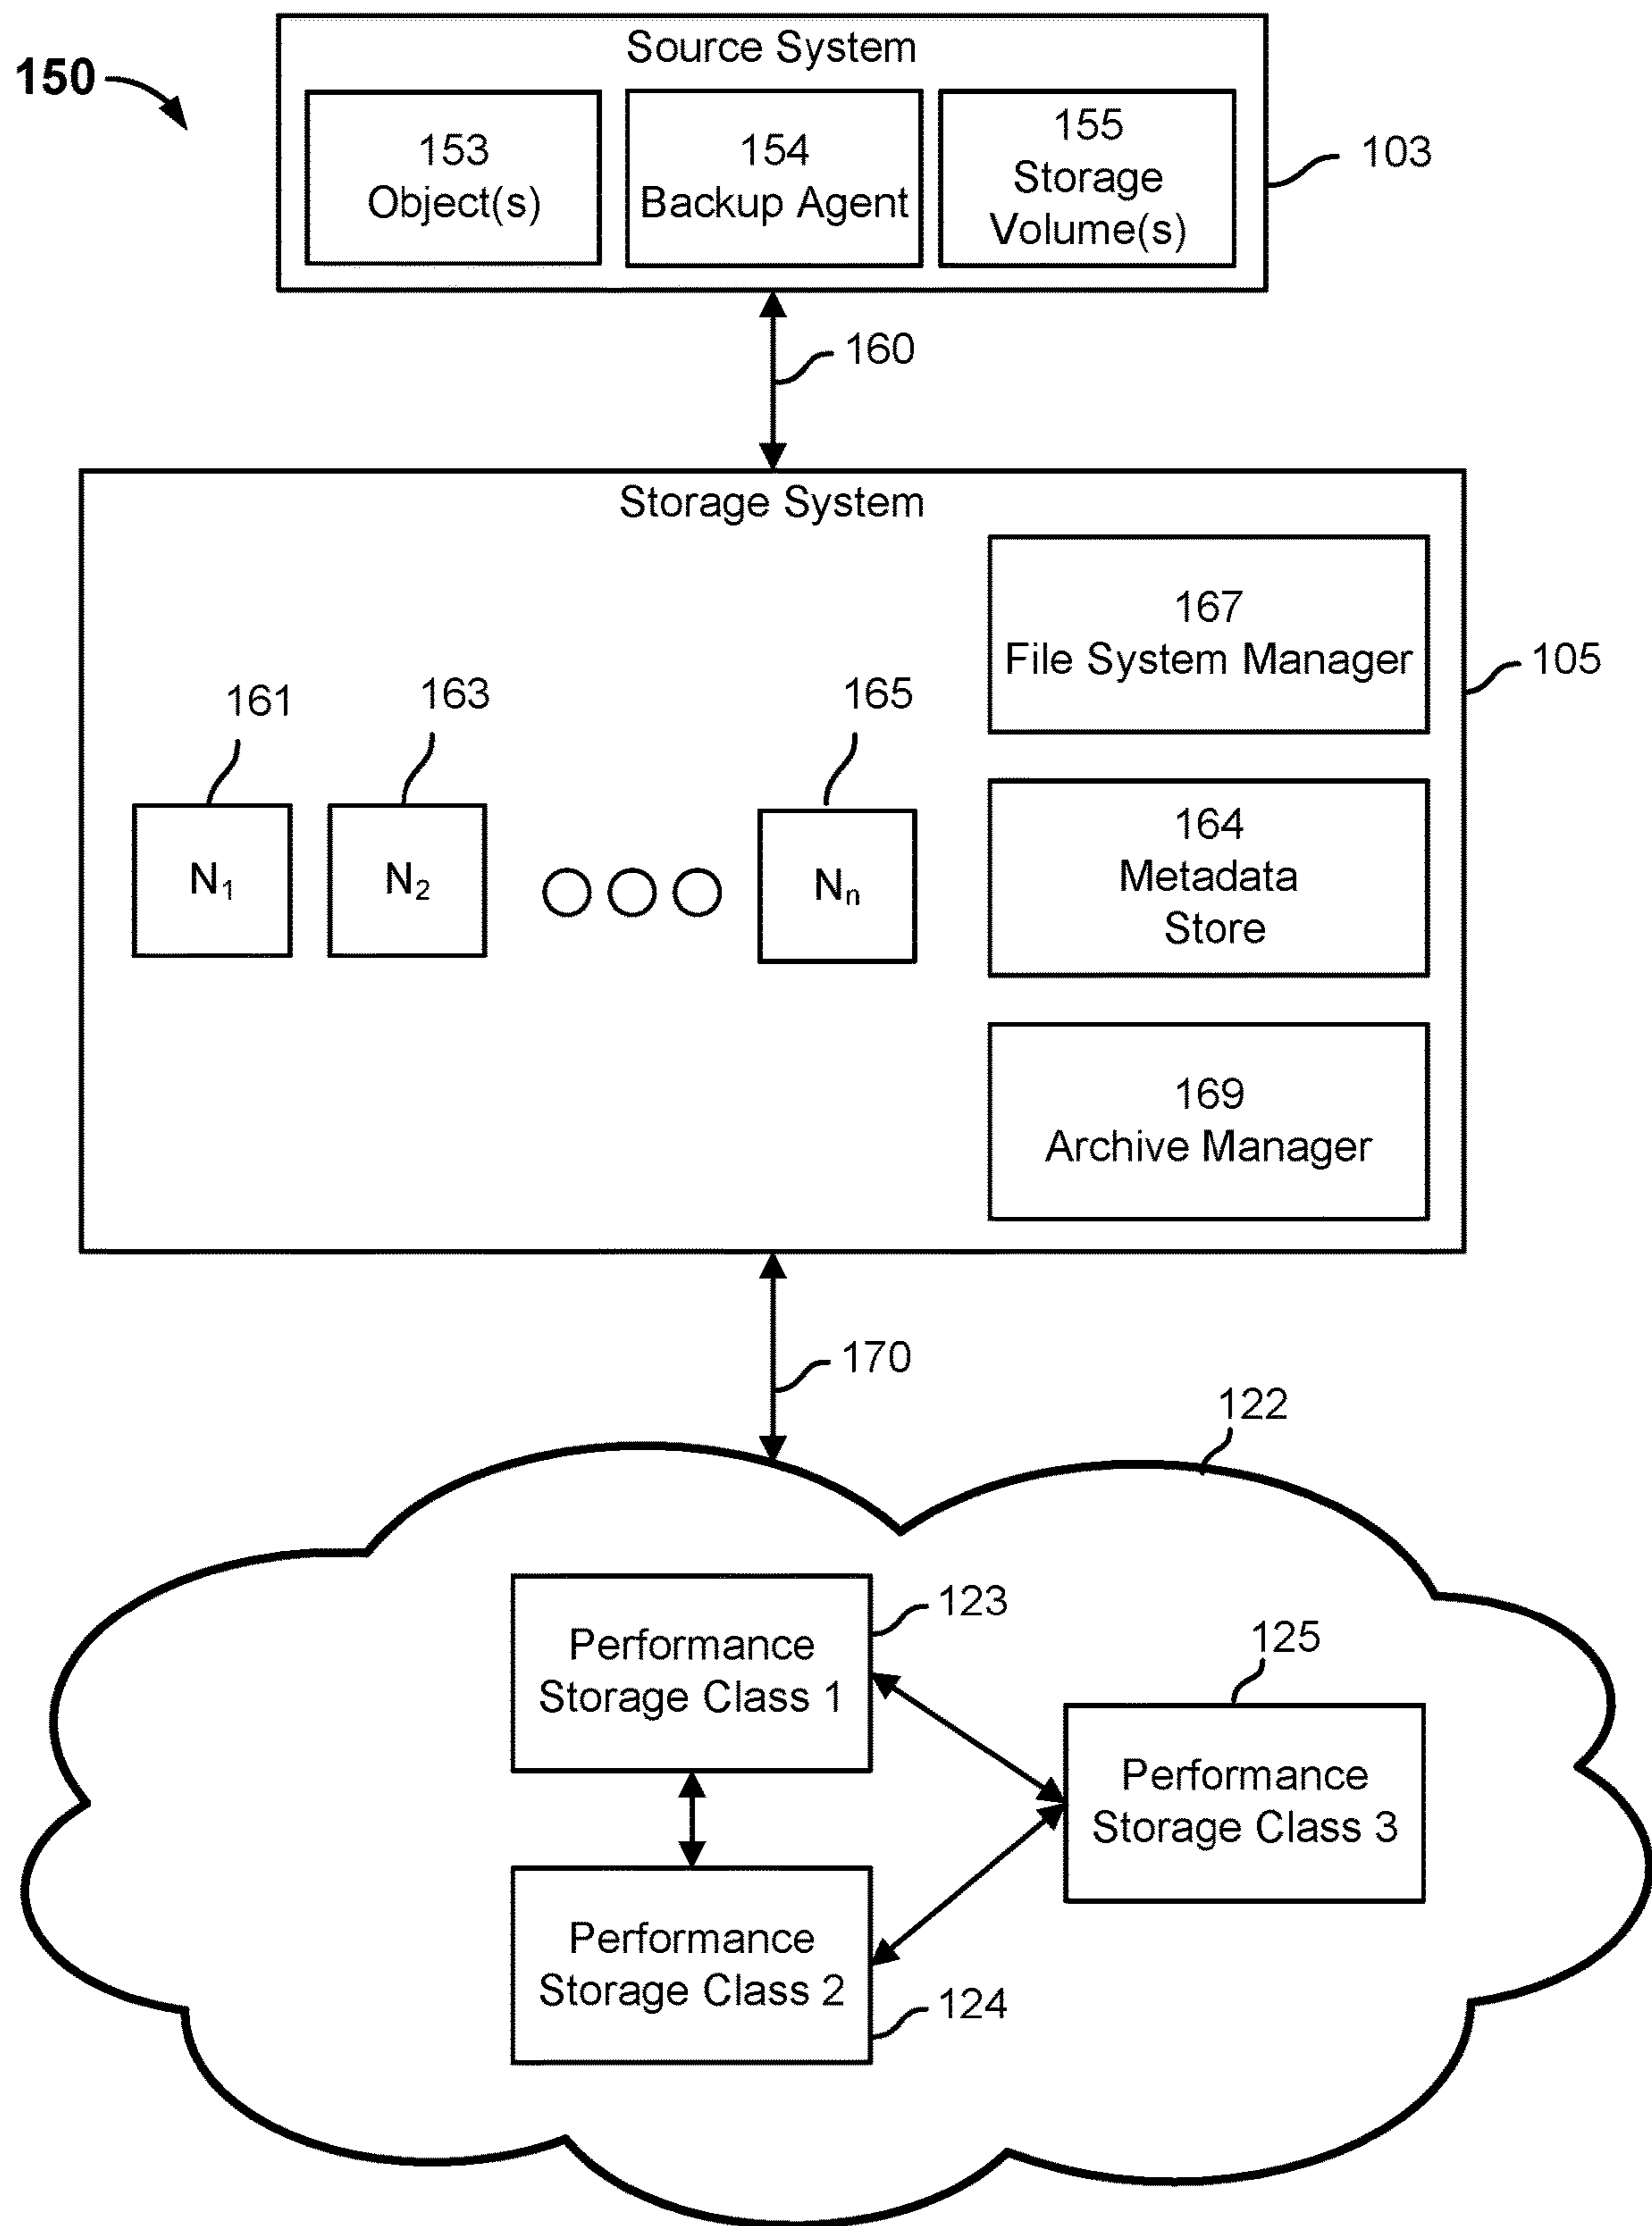 150
Source System
153
Object(s)
154
Backup Agent
155
Storage
Volume(s)
103
160
Storage System
161
163
165
N₁
N₂
Nₙ
167
File System Manager
105
164
Metadata
Store
169
Archive Manager
170
122
Performance
Storage Class 1
123
125
Performance
Storage Class 3
Performance
Storage Class 2
124